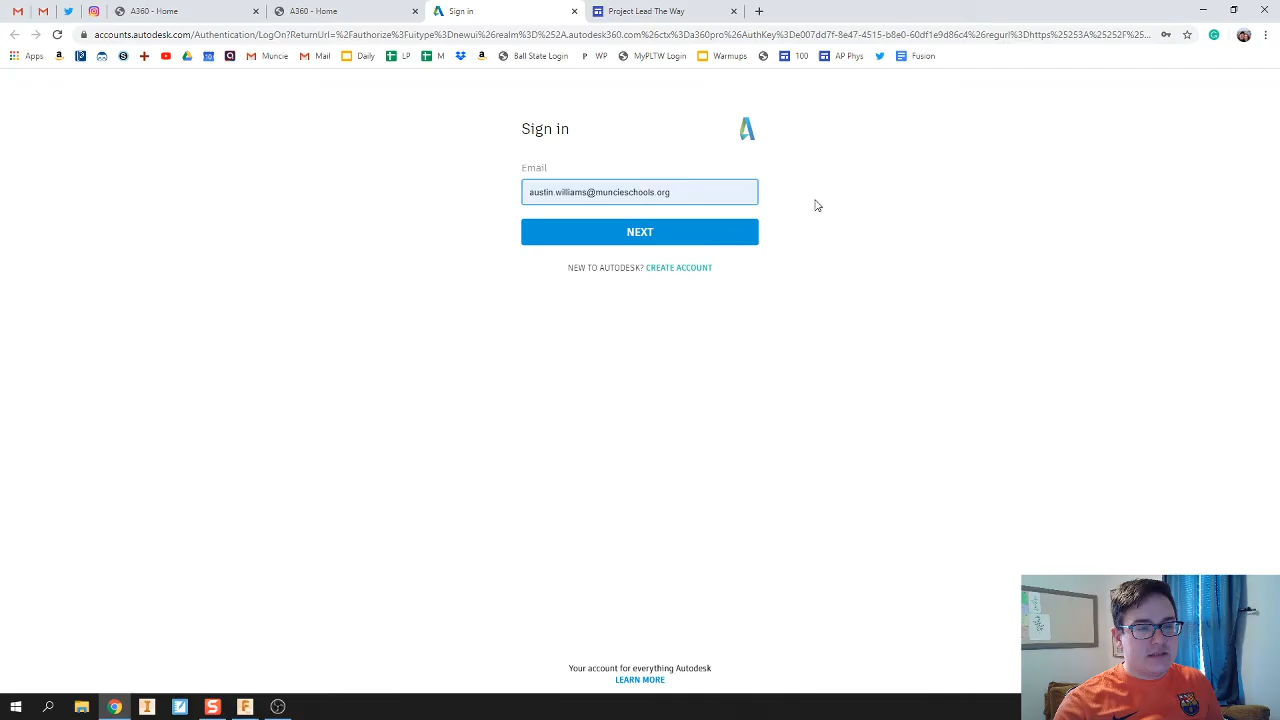 A360 - Home
A360 - Home
Sign in
Project Lead The Way
accounts.autodesk.com/Authentication/LogOn?ReturnUrl=%2Fauthorize%3Fuitype%3Dnewui%26realm%3D%252A.autodesk360.com%26ctx%3Da360pro%26AuthKey%3De007dd7f-8e47-4515-b8e0-60df1e9d86c4%26regurl%3Dhttps%25253A%25252F%25...
Apps
Muncie
Mail
Daily
LP
M
Ball State Login
WP
MyPLTW Login
Warmups
100
AP Phys
Fusion
Sign in
Email
austin.williams@muncieschools.org
NEXT
NEW TO AUTODESK? CREATE ACCOUNT
Your account for everything Autodesk
LEARN MORE